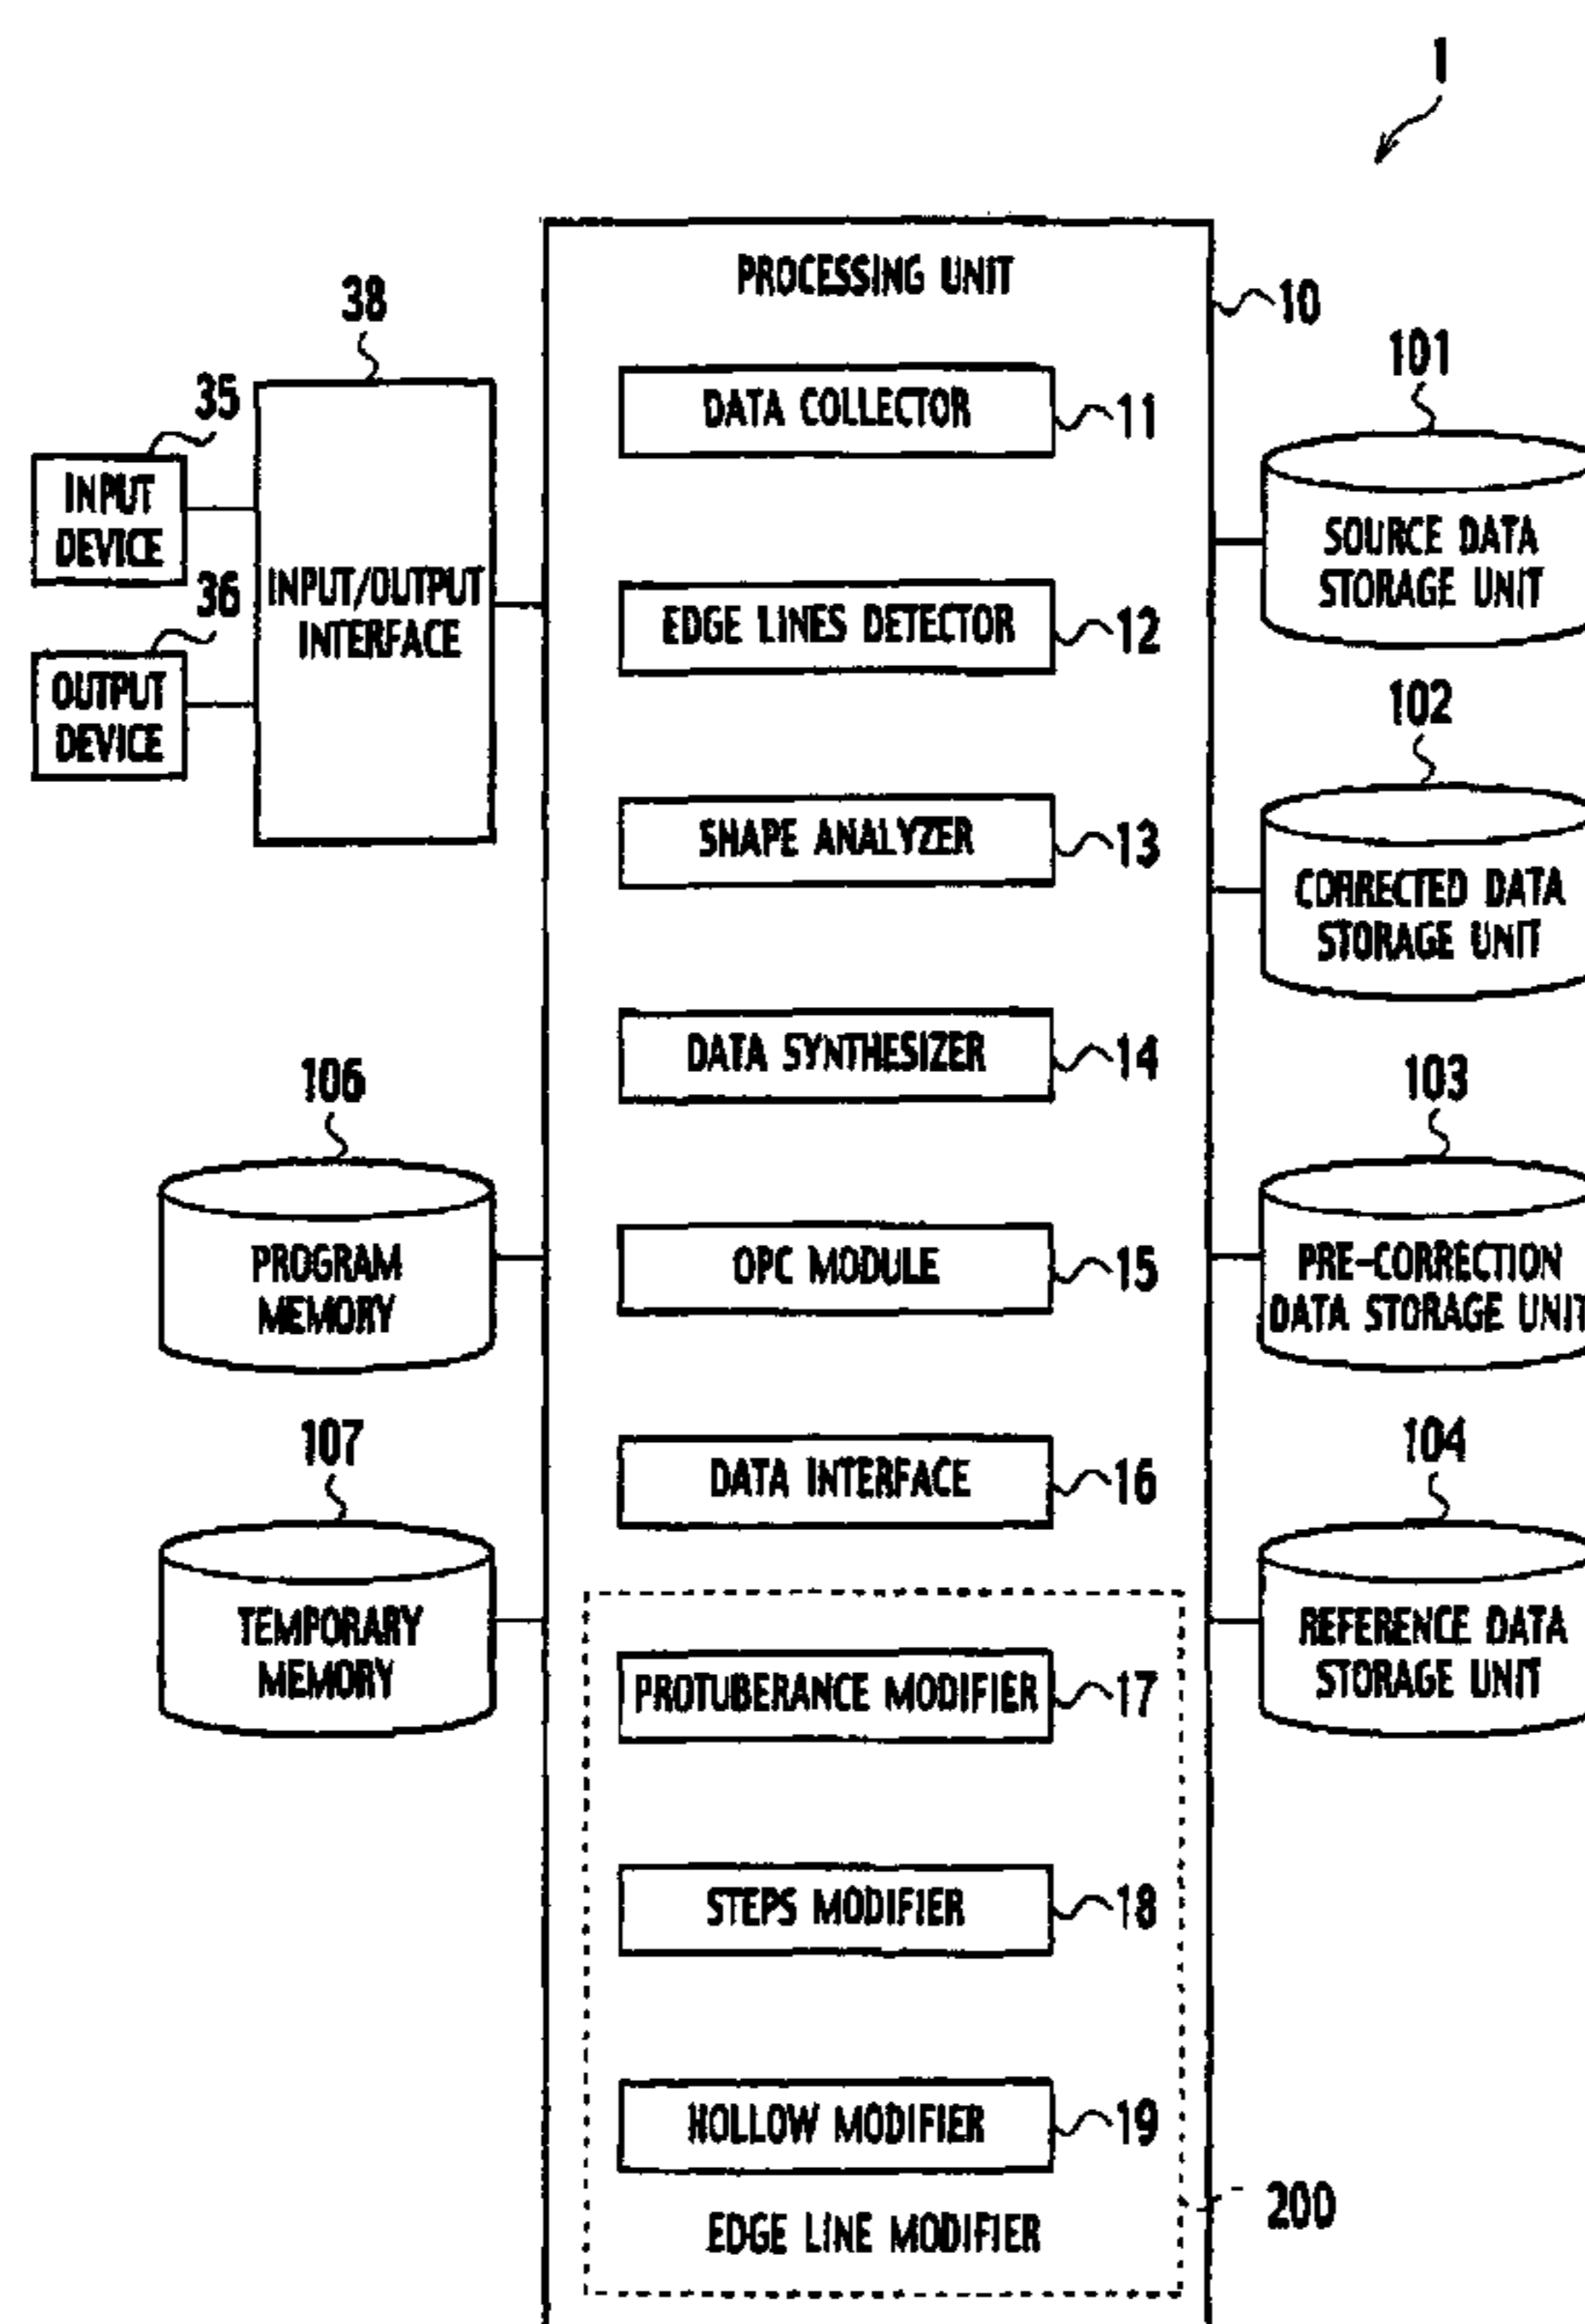 1
PROCESSING UNIT
10
38
35
INPUT
DEVICE
36
OUTPUT
DEVICE
INPUT/OUTPUT
INTERFACE
DATA COLLECTOR
11
EDGE LINES DETECTOR
12
SHAPE ANALYZER
13
DATA SYNTHESIZER
14
OPC MODULE
15
DATA INTERFACE
16
PROTUBERANCE MODIFIER
17
STEPS MODIFIER
18
HOLLOW MODIFIER
19
EDGE LINE MODIFIER
200
106
PROGRAM
MEMORY
107
TEMPORARY
MEMORY
101
SOURCE DATA
STORAGE UNIT
102
CORRECTED DATA
STORAGE UNIT
103
PRE-CORRECTION
DATA STORAGE UNIT
104
REFERENCE DATA
STORAGE UNIT